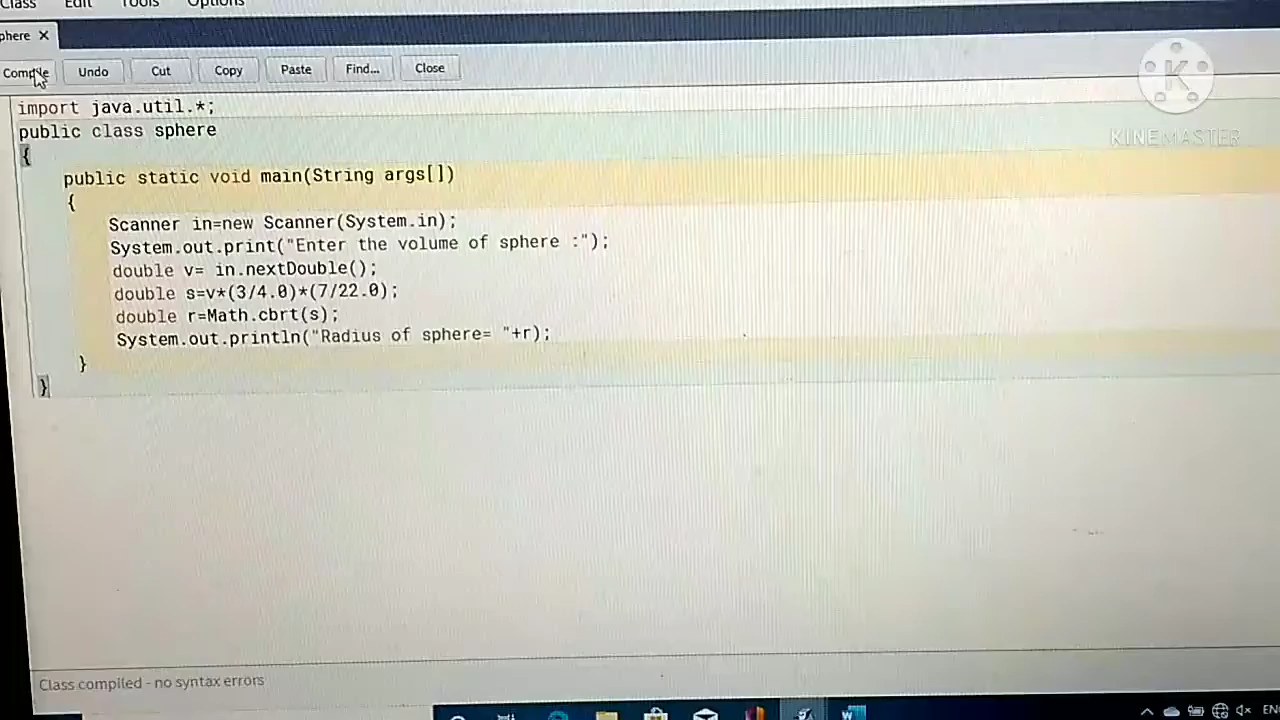 Class Edit Tools Options
phere X
Compile Undo Cut Copy Paste Find... Close
import java.util.*;
public class sphere
{
public static void main(String args[])
{
Scanner in=new Scanner(System.in);
System.out.print("Enter the volume of sphere :");
double v= in.nextDouble();
double s=v*(3/4.0)*(7/22.0);
double r=Math.cbrt(s);
System.out.println("Radius of sphere= "+r);
}
}
Class compiled - no syntax errors
K
KINEMASTER
W
EN